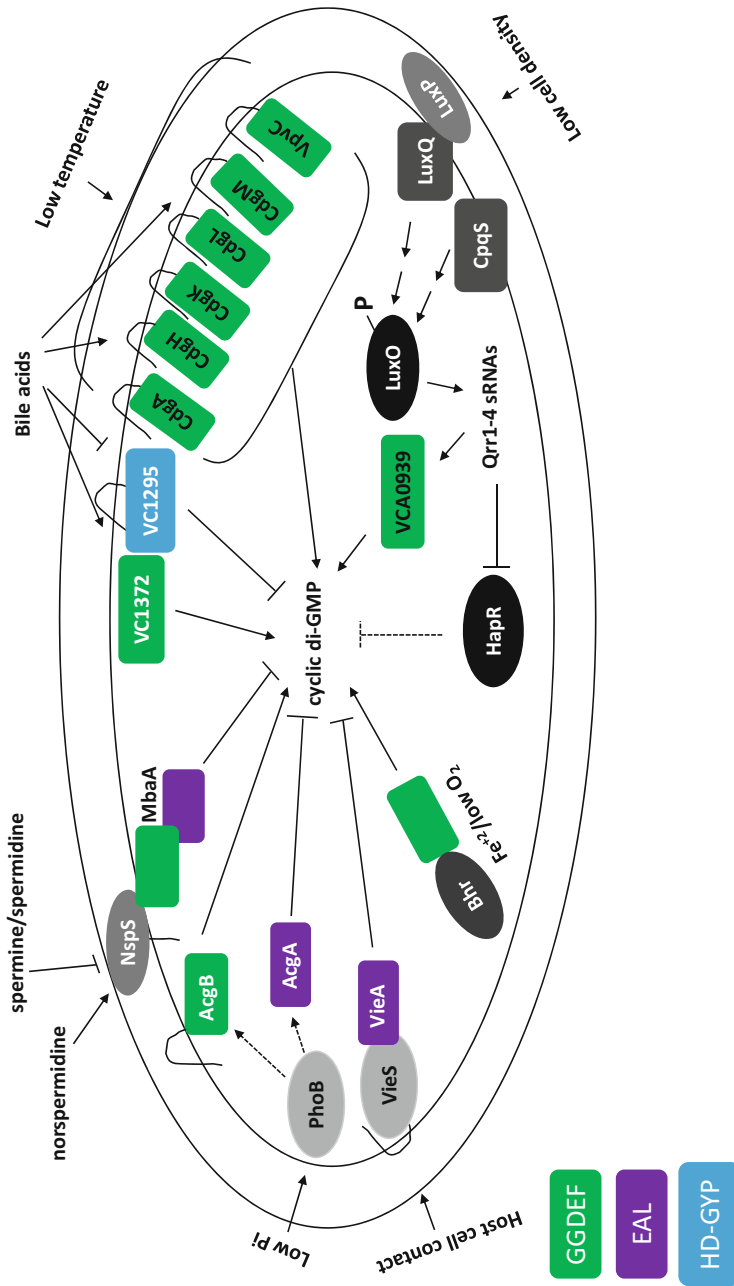 spermine/spermidine
norspermidine
Bile acids
Low temperature
NspS
MbaA
VC1372
VC1295
CdgA
CdgH
CdgK
CdgL
CdgM
VpvC
AcgB
AcgA
PhoB
Low Pi
VieA
VieS
Host cell contact
Bhr
Fe⁺²/low O₂
cyclic di-GMP
HapR
VCA0939
Qrr1-4 sRNAs
LuxO
P
LuxQ
LuxP
CpqS
Low cell density
GGDEF
EAL
HD-GYP